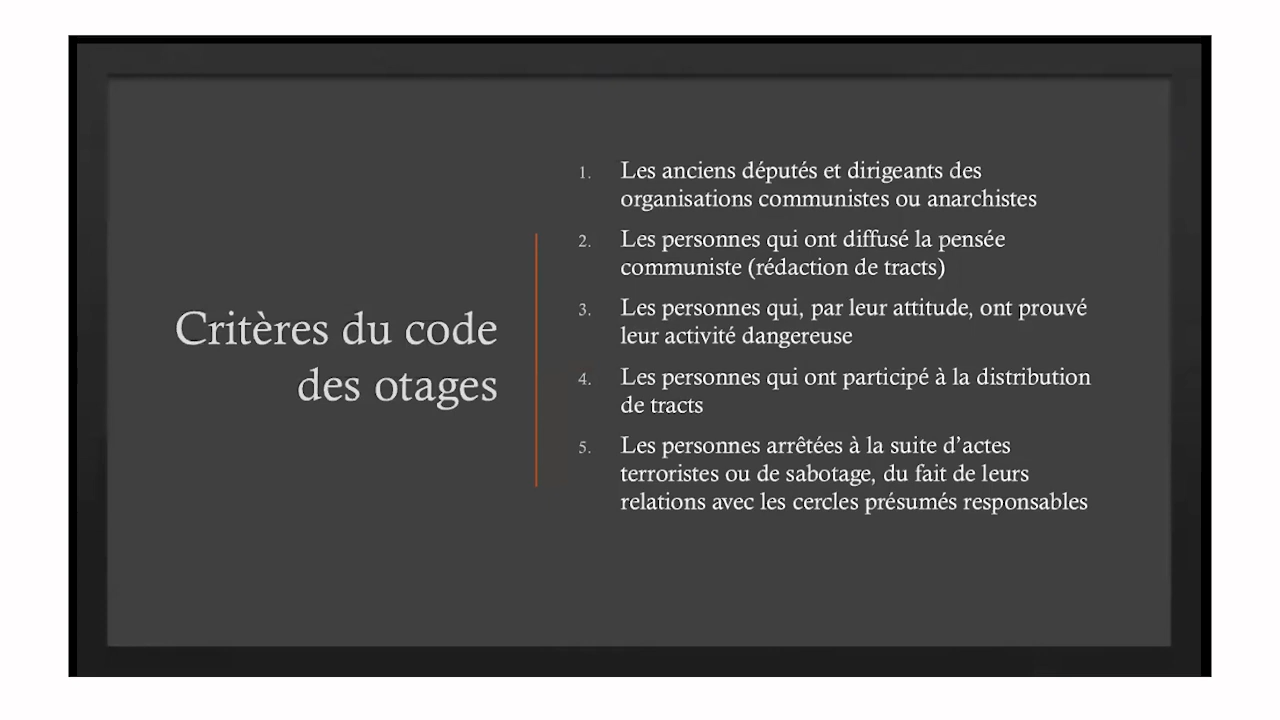 Critères du code
des otages
1. Les anciens députés et dirigeants des
organisations communistes ou anarchistes
2. Les personnes qui ont diffusé la pensée
communiste (rédaction de tracts)
3. Les personnes qui, par leur attitude, ont prouvé
leur activité dangereuse
4. Les personnes qui ont participé à la distribution
de tracts
5. Les personnes arrêtées à la suite d’actes
terroristes ou de sabotage, du fait de leurs
relations avec les cercles présumés responsables